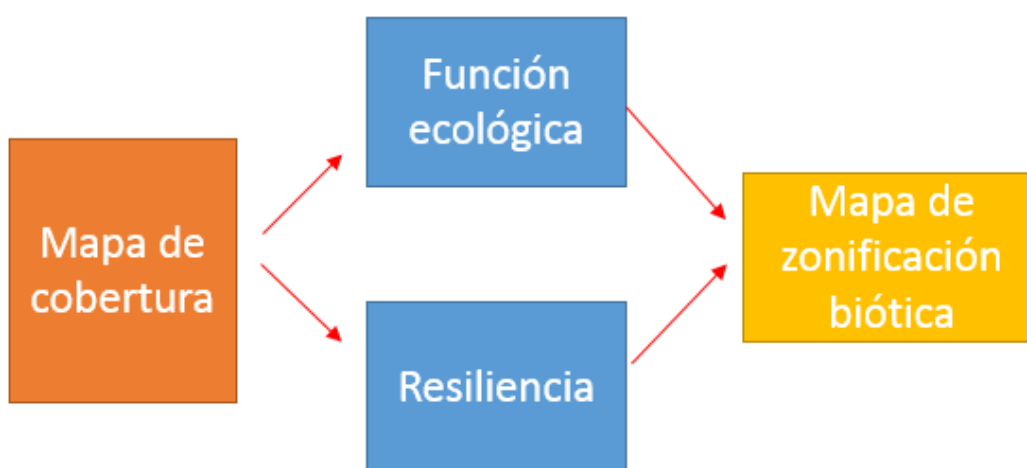 Mapa de
cobertura
Función
ecológica
Resiliencia
Mapa de
zonificación
biótica